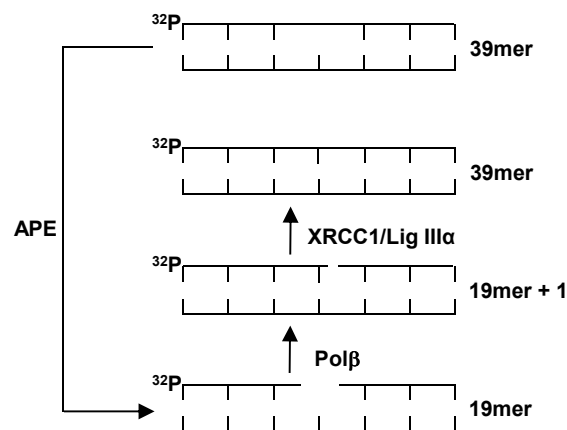 ³²P
39mer
³²P
39mer
APE
XRCC1/Lig IIIα
³²P
19mer + 1
Polβ
³²P
19mer